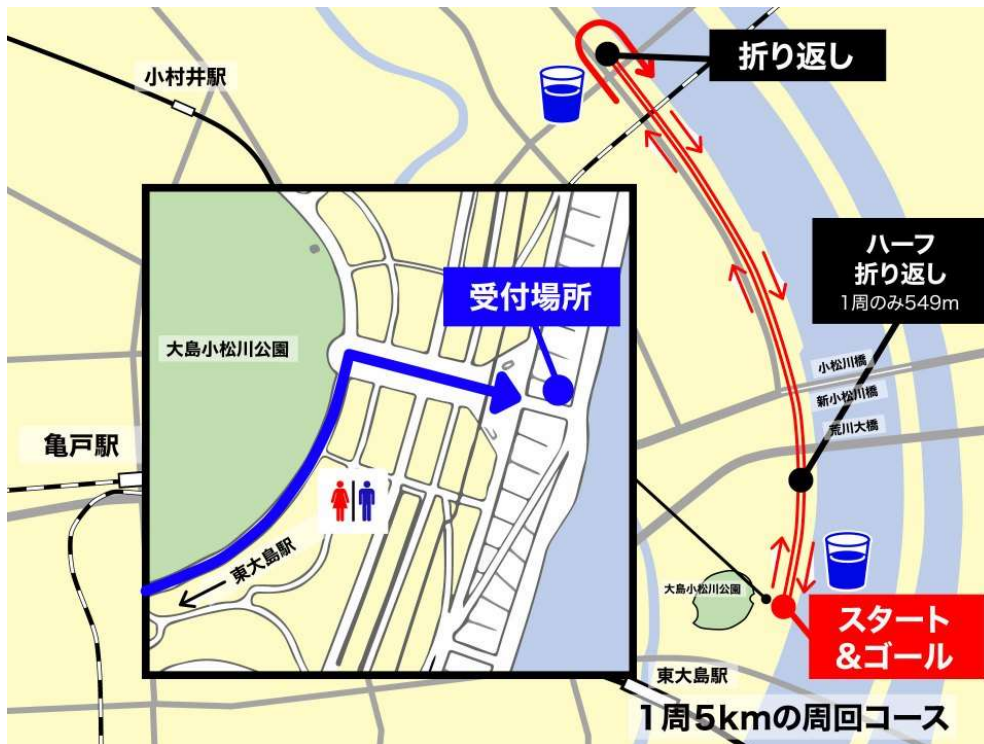 折り返し
小村井駅
ハーフ
折り返し
1周のみ549m
受付場所
大島小松川公園
小松川橋
新小松川橋
荒川大橋
亀戸駅
東大島駅
大島小松川公園
スタート
&ゴール
東大島駅
1周5kmの周回コース